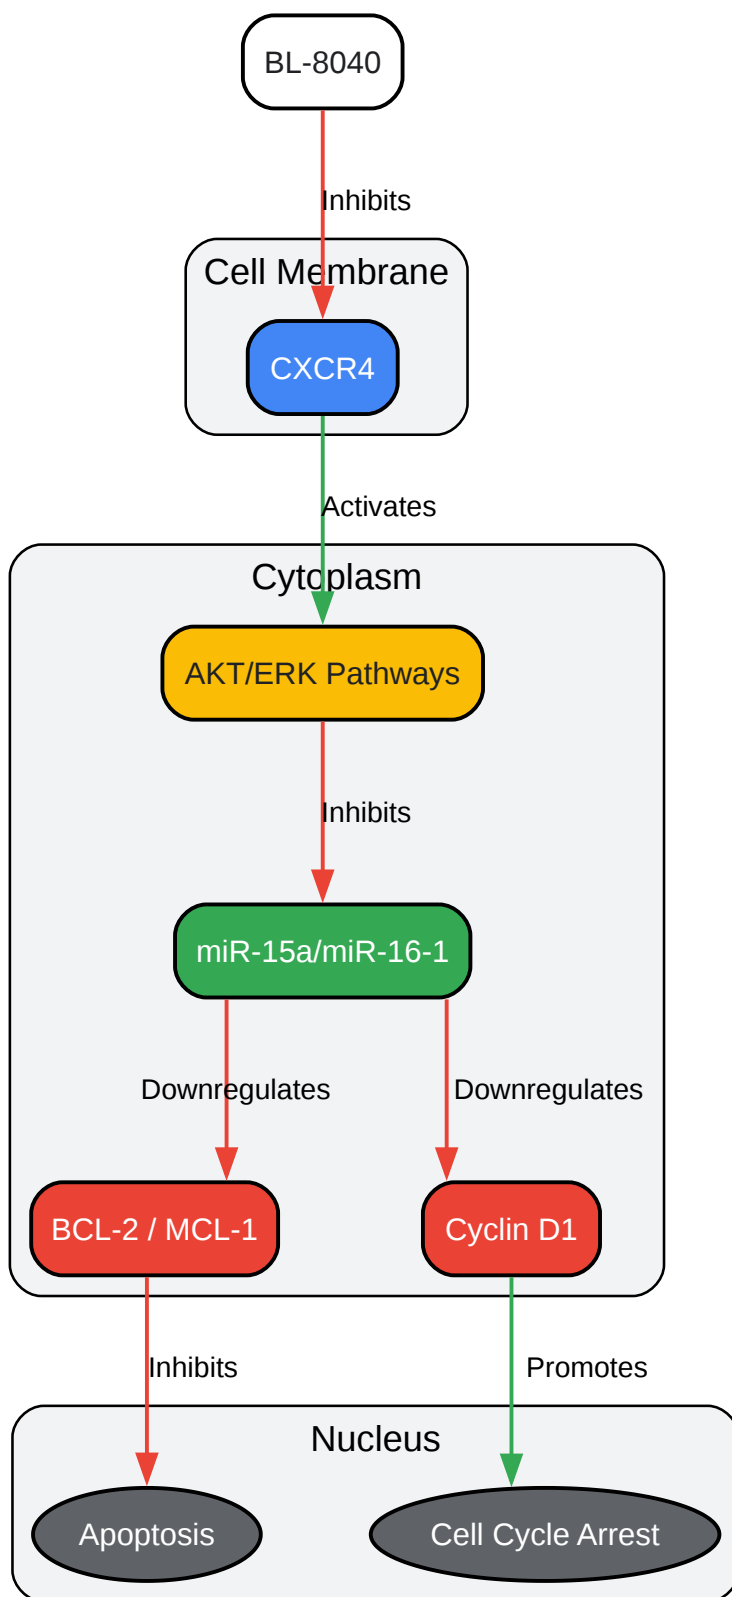 BL-8040
Inhibits
Cell Membrane
CXCR4
Activates
Cytoplasm
AKT/ERK Pathways
Inhibits
miR-15a/miR-16-1
Downregulates
Downregulates
BCL-2 / MCL-1
Cyclin D1
Inhibits
Promotes
Nucleus
Apoptosis
Cell Cycle Arrest